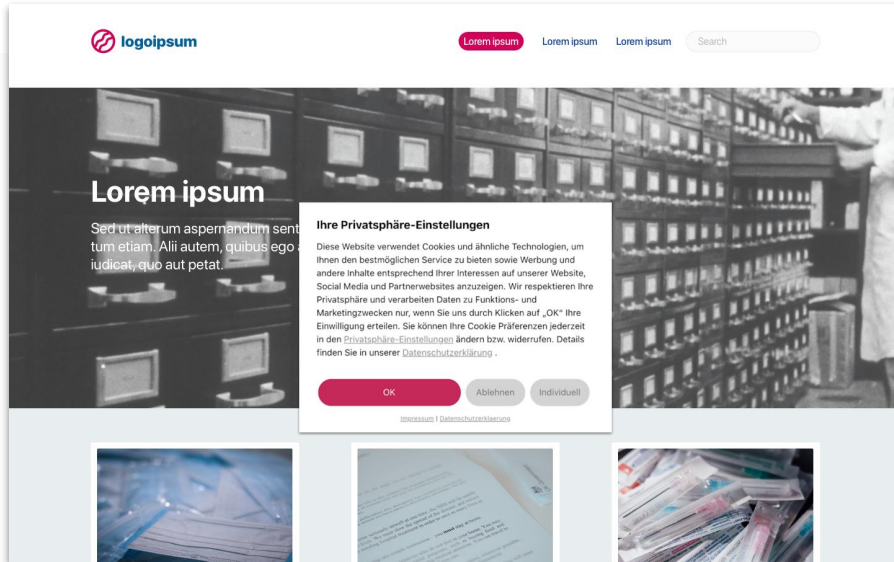 logoipsum
Lorem ipsum
Lorem ipsum
Lorem ipsum
Search
Lorem ipsum
Sed ut alterum aspernandum sent
tum etiam. Alii autem, quibus ego
iudicat, quo aut petat.
Ihre Privatsphäre-Einstellungen
Diese Website verwendet Cookies und ähnliche Technologien, um
Ihnen den bestmöglichen Service zu bieten sowie Werbung und
andere Inhalte entsprechend Ihrer Interessen auf unserer Website,
Social Media und Partnerwebsites anzuzeigen. Wir respektieren Ihre
Privatsphäre und verarbeiten Daten zu Funktions- und
Marketingzwecken nur, wenn Sie uns durch Klicken auf „OK" Ihre
Einwilligung erteilen. Sie können Ihre Cookie Präferenzen jederzeit
in den Privatsphäre-Einstellungen ändern bzw. widerrufen. Details
finden Sie in unserer Datenschutzerklärung .
OK
Ablehnen
Individuell
Impressum | Datenschutzerklaerung